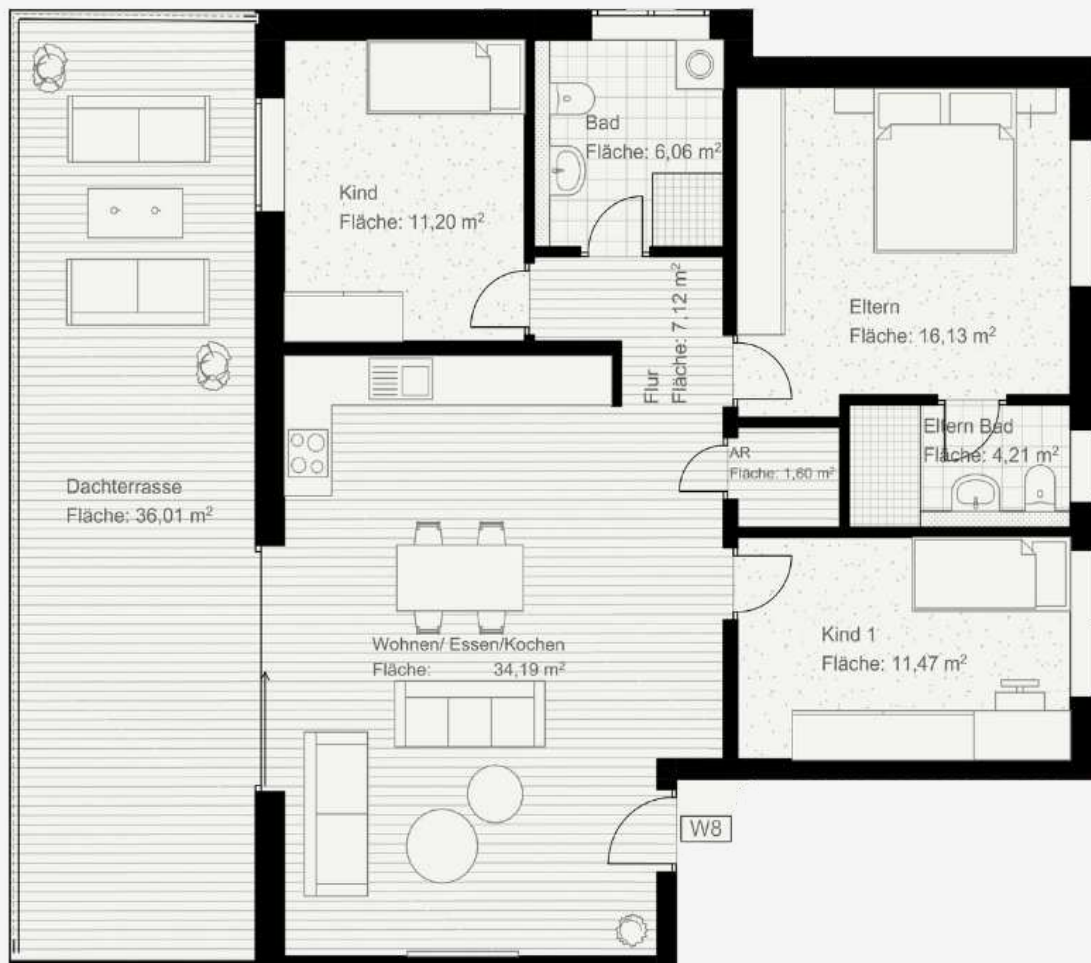 Bad
Fläche: 6,06 m²
Kind
Fläche: 11,20 m²
Flur
Fläche: 7,12 m²
Eltern
Fläche: 16,13 m²
Eltern Bad
Fläche: 4,21 m²
AR
Fläche: 1,60 m²
Dachterrasse
Fläche: 36,01 m²
Wohnen/ Essen/Kochen
Fläche: 34,19 m²
Kind 1
Fläche: 11,47 m²
W8